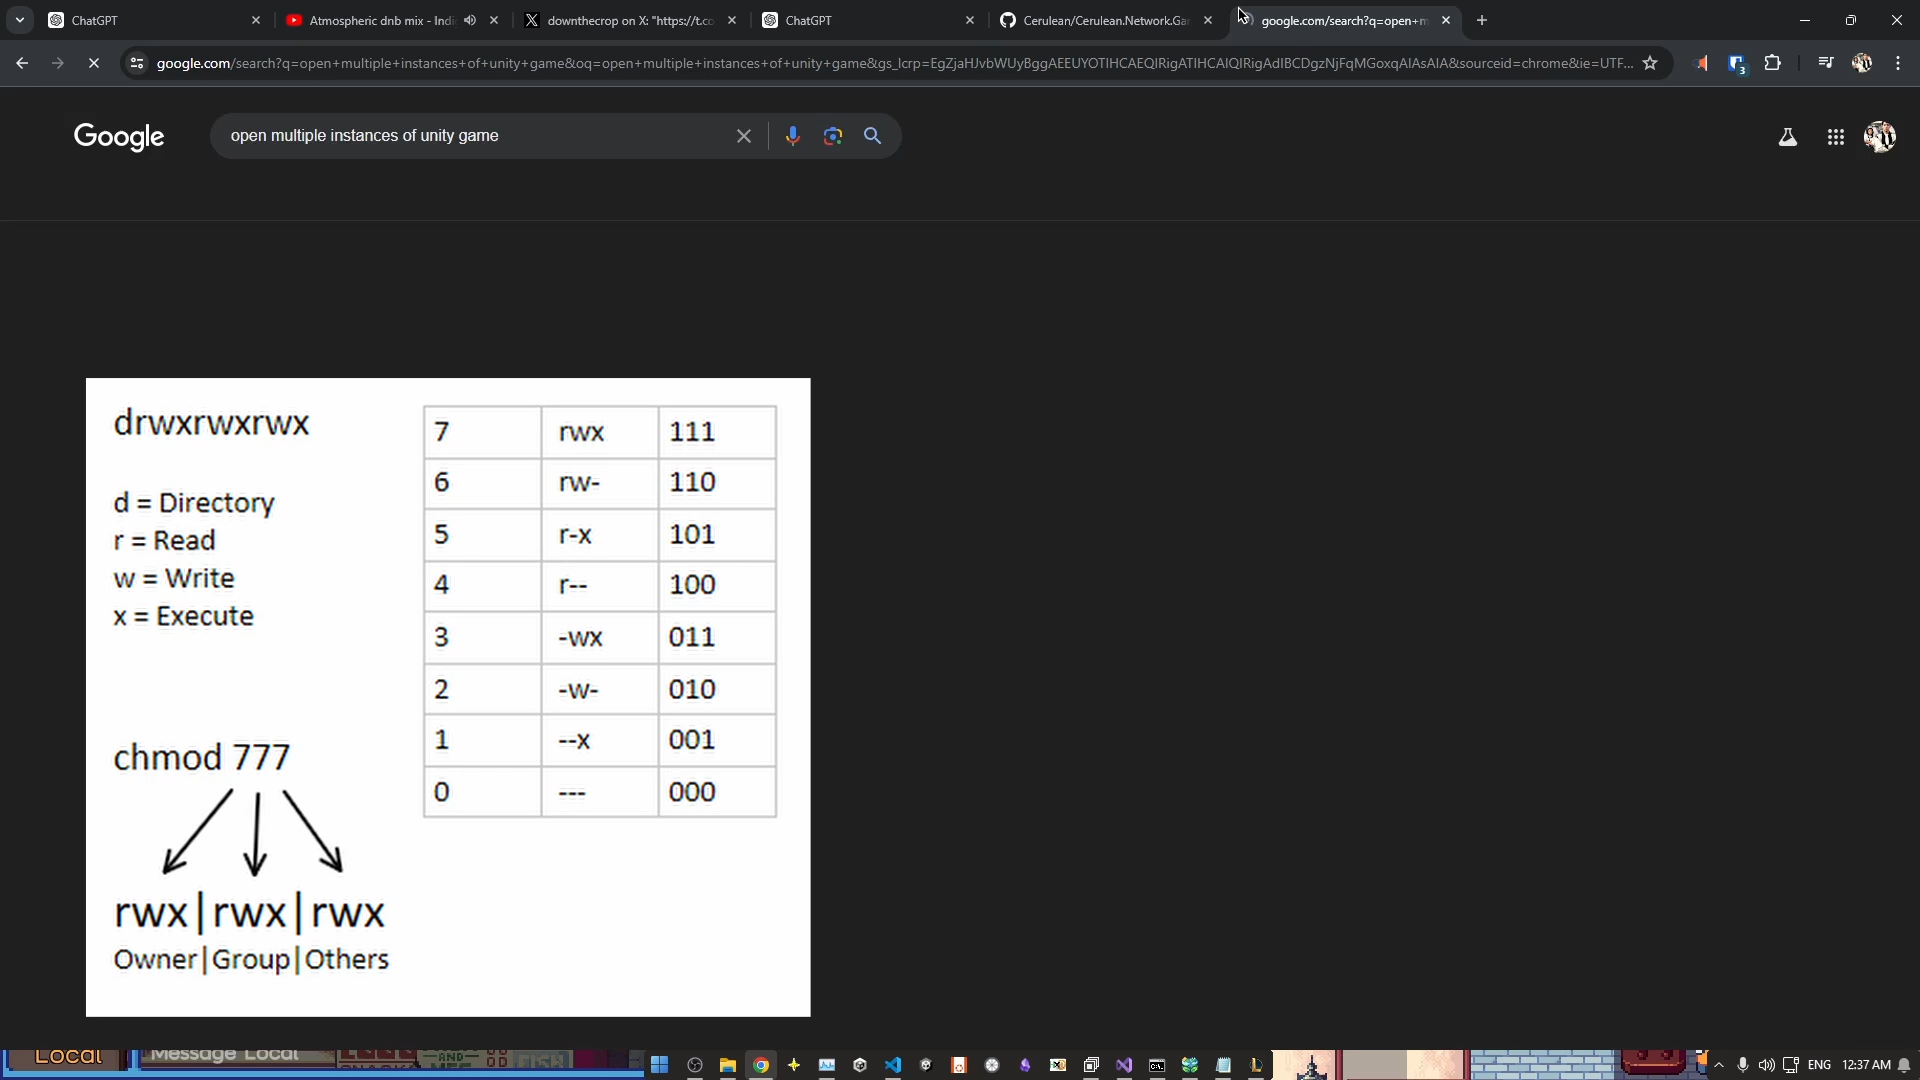 ChatGPT
Atmospheric dnb mix - Indi
downthecrop on X: "https://t.co
ChatGPT
Cerulean/Cerulean.Network.Ga
google.com/search?q=open+m
google.com/search?q=open+multiple+instances+of+unity+game&oq=open+multiple+instances+of+unity+game&gs_lcrp=EgZjaHJvbWUyBggAEEUYOTIHCAEQIRigATIHCAIQIRigAdIBCDgzNjFqMGoxqAIAsAIA&sourceid=chrome&ie=UTF...
3
Google
open multiple instances of unity game
drwxrwxrwx
d = Directory
r = Read
w = Write
x = Execute
7 rwx 111
6 rw- 110
5 r-x 101
4 r-- 100
3 -wx 011
2 -w- 010
1 --x 001
0 --- 000
chmod 777
rwx|rwx|rwx
Owner|Group|Others
Local
Message Local
AND
FISH
ENG
12:37 AM